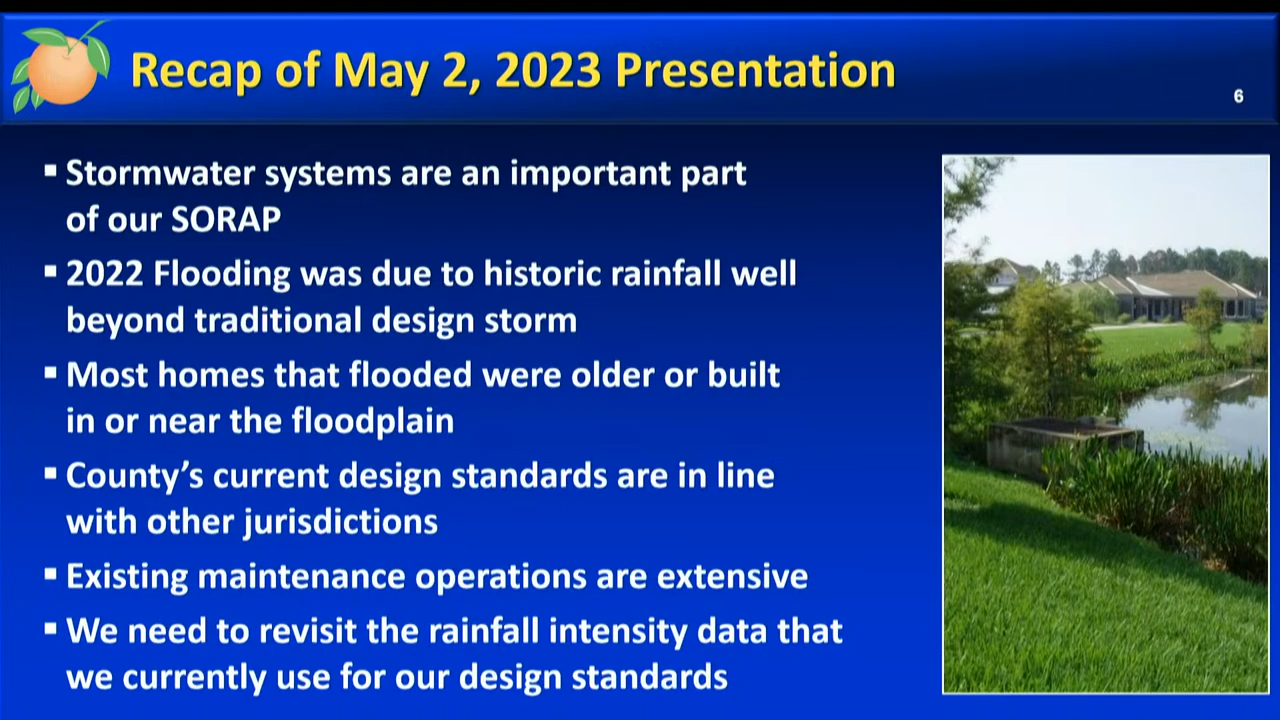 Recap of May 2, 2023 Presentation
6
▪ Stormwater systems are an important part
of our SORAP
▪ 2022 Flooding was due to historic rainfall well
beyond traditional design storm
▪ Most homes that flooded were older or built
in or near the floodplain
▪ County’s current design standards are in line
with other jurisdictions
▪ Existing maintenance operations are extensive
▪ We need to revisit the rainfall intensity data that
we currently use for our design standards